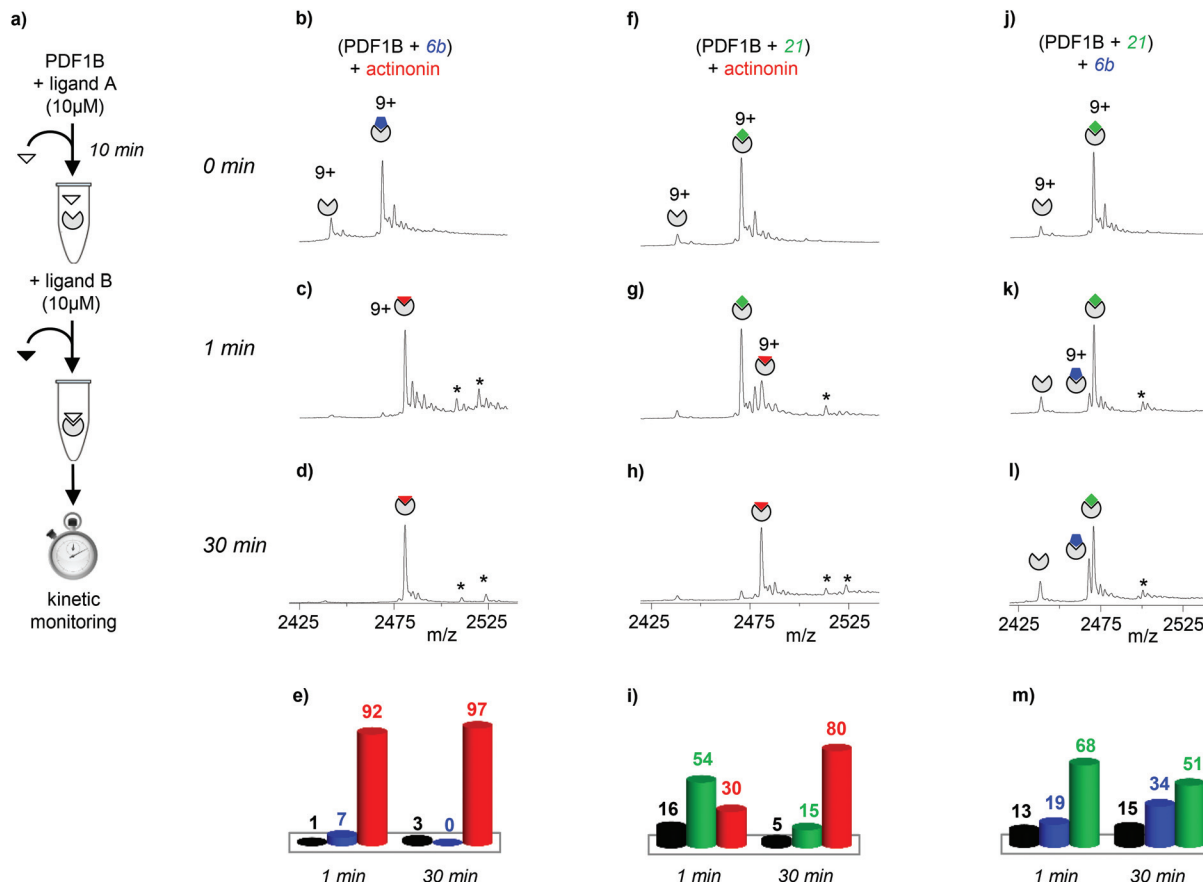 a)
PDF1B
+ ligand A
(10µM)
10 min
+ ligand B
(10µM)
kinetic
monitoring
0 min
1 min
30 min
b)
(PDF1B + 6b)
+ actinonin
9+
9+
c)
9+
* *
d)
* *
2425 2475 2525
m/z
e)
92 97
1 7 3 0
1 min 30 min
f)
(PDF1B + 21)
+ actinonin
9+
9+
g)
9+
*
h)
* *
2425 2475 2525
m/z
i)
16 54 30 5 15 80
1 min 30 min
j)
(PDF1B + 21)
+ 6b
9+
9+
k)
9+
*
l)
*
2425 2475 2525
m/z
m)
13 19 68 15 34 51
1 min 30 min